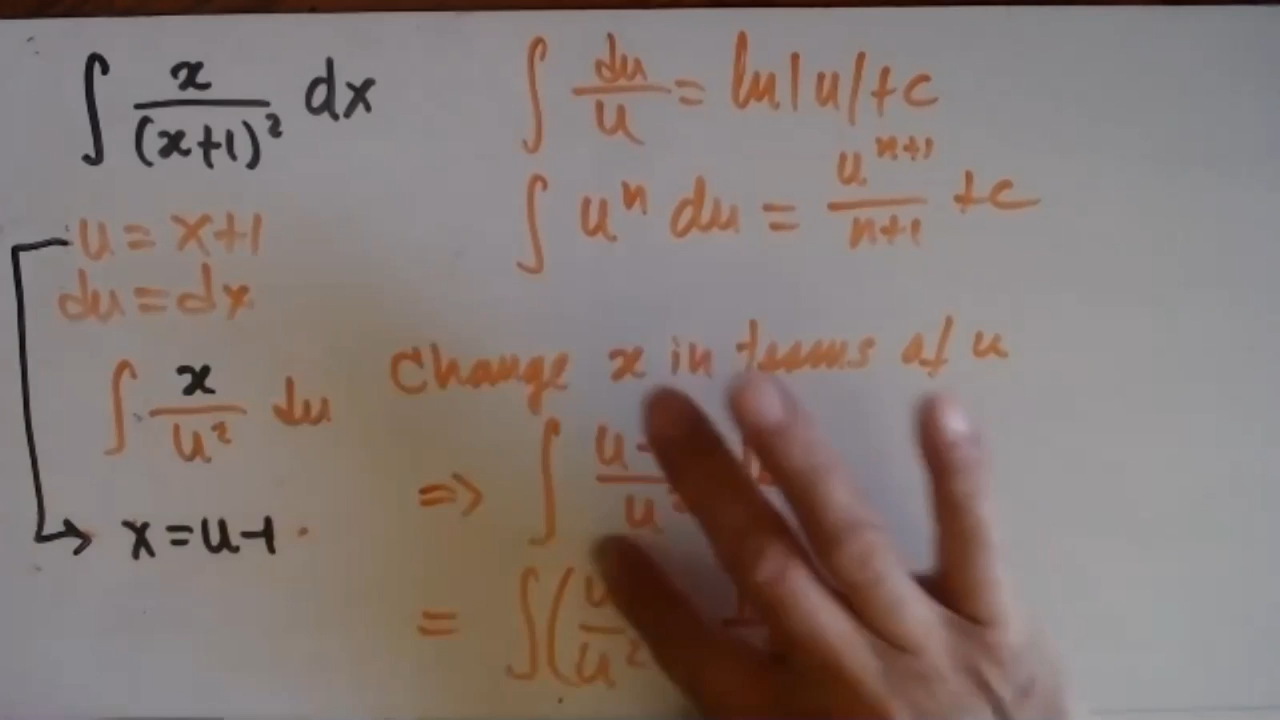 ∫ x/(x+1)² dx
u = x+1
du = dx
∫ x/u² du
x = u-1
∫ du/u = ln|u|+c
∫ uⁿ du = uⁿ⁺¹/n+1 + c
Change x in terms of u
=> ∫ u-
u
= ∫ ( u/u²